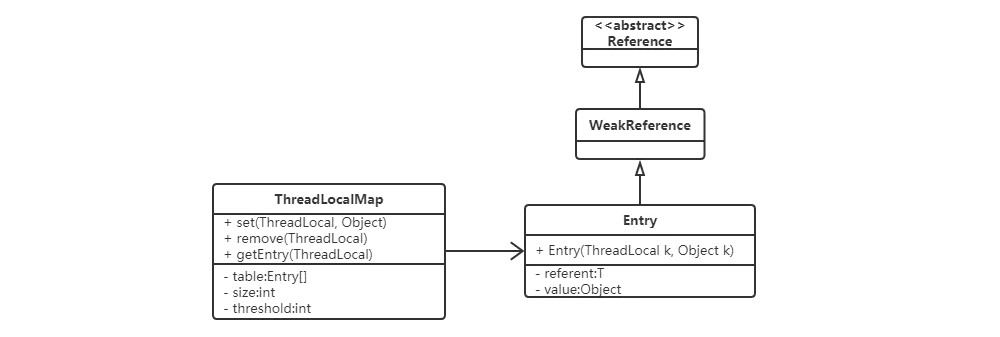 <<abstract>>
Reference
WeakReference
ThreadLocalMap
+ set(ThreadLocal, Object)
+ remove(ThreadLocal)
+ getEntry(ThreadLocal)
- table:Entry[]
- size:int
- threshold:int
Entry
+ Entry(ThreadLocal k, Object k)
- referent:T
- value:Object